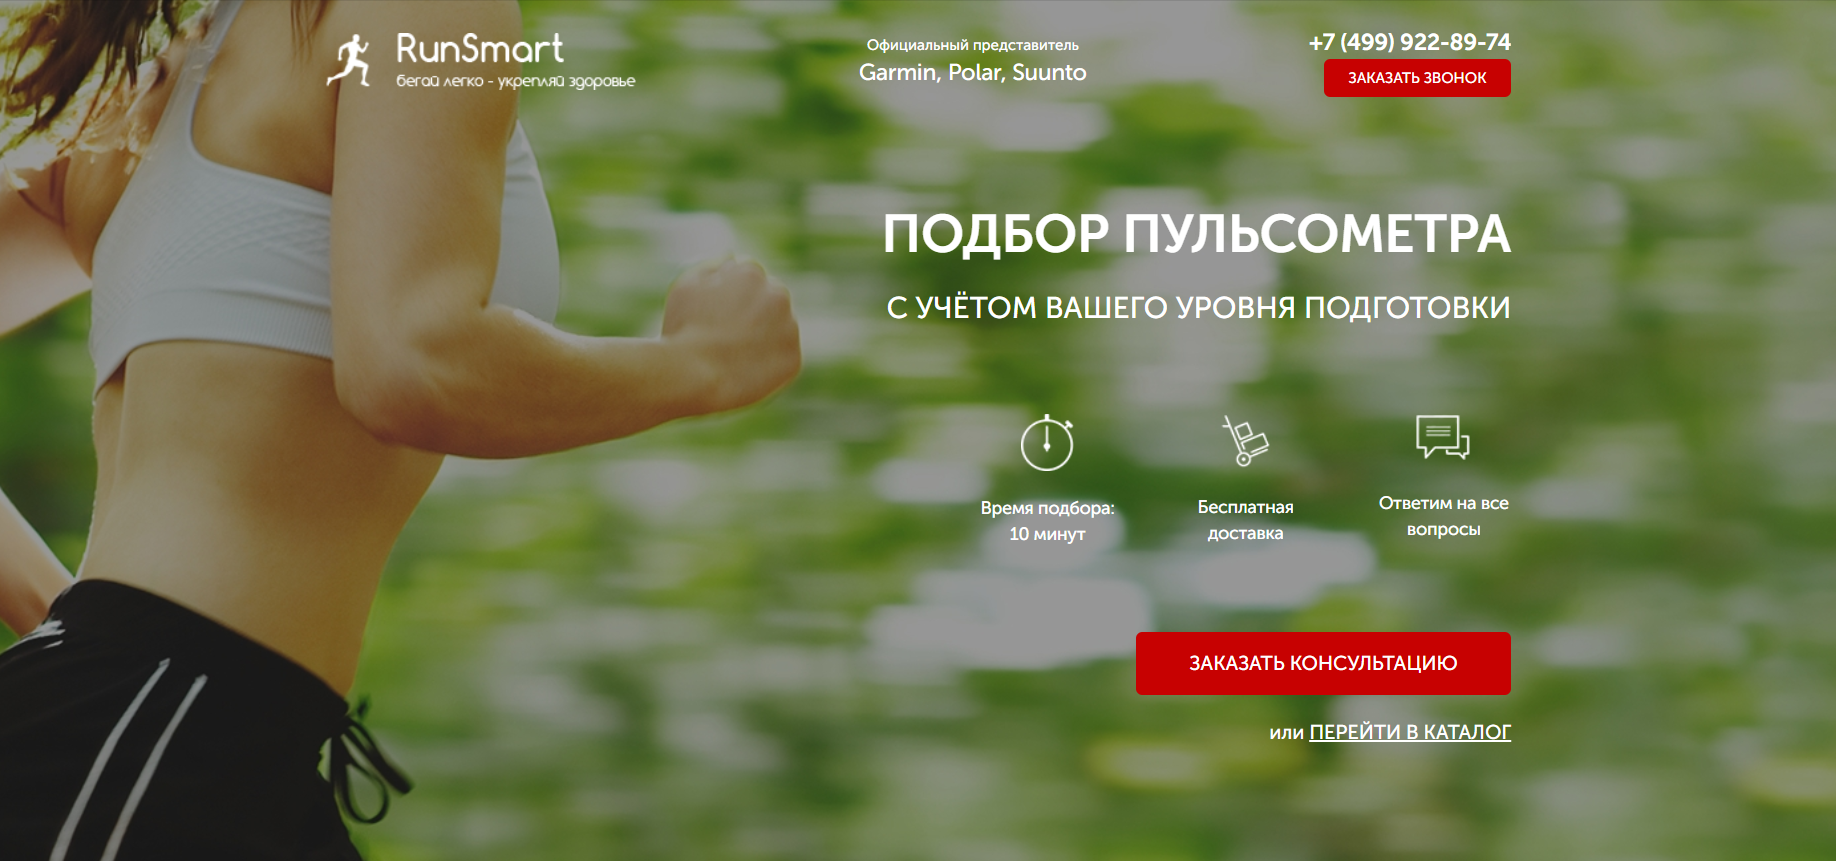 RunSmart
бегай легко - укрепляй здоровье
Официальный представитель
Garmin, Polar, Suunto
+7 (499) 922-89-74
ЗАКАЗАТЬ ЗВОНОК
ПОДБОР ПУЛЬСОМЕТРА
С УЧЁТОМ ВАШЕГО УРОВНЯ ПОДГОТОВКИ
Время подбора:
10 минут
Бесплатная
доставка
Ответим на все
вопросы
ЗАКАЗАТЬ КОНСУЛЬТАЦИЮ
или ПЕРЕЙТИ В КАТАЛОГ